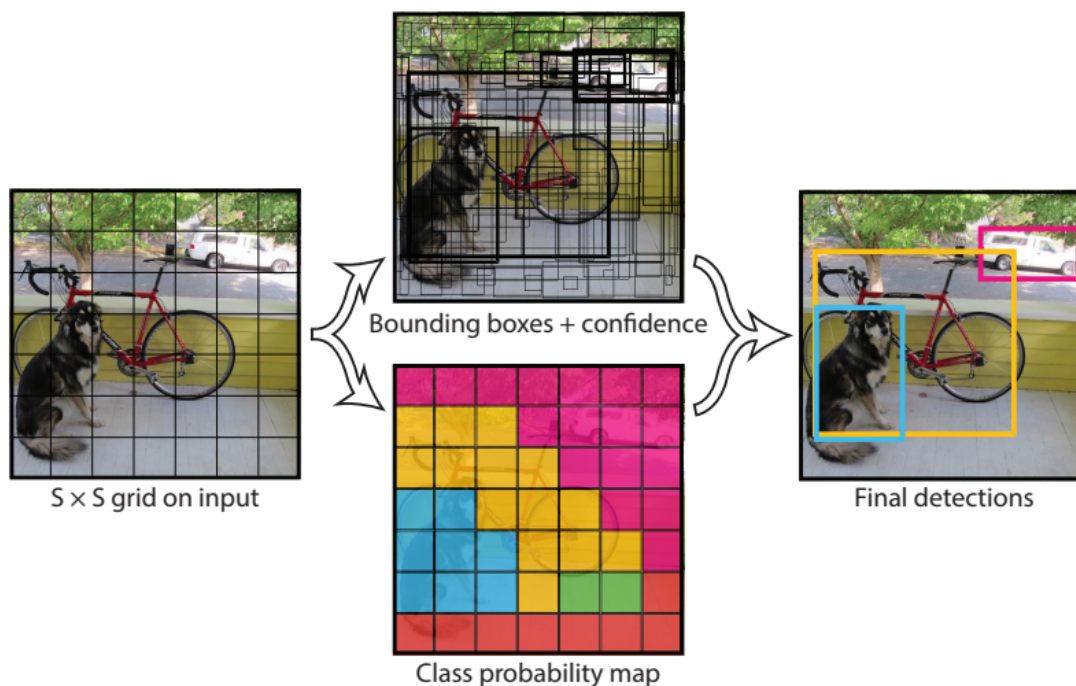 Bounding boxes + confidence
S × S grid on input
Final detections
Class probability map